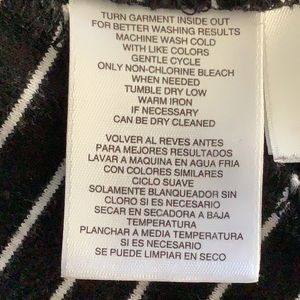 TURN GARMENT INSIDE OUT
FOR BETTER WASHING RESULTS
MACHINE WASH COLD
WITH LIKE COLORS
GENTLE CYCLE
ONLY NON-CHLORINE BLEACH
WHEN NEEDED
TUMBLE DRY LOW
WARM IRON
IF NECESSARY
CAN BE DRY CLEANED
VOLVER AL REVES ANTES
PARA MEJORES RESULTADOS
LAVAR A MAQUINA EN AGUA FRIA
CON COLORES SIMILARES
CICLO SUAVE
SOLAMENTE BLANQUEADOR SIN
CLORO SI ES NECESARIO
SECAR EN SECADORA A BAJA
TEMPERATURA
PLANCHAR A MEDIA TEMPERATURA
SI ES NECESARIO
SE PUEDE LIMPIAR EN SECO